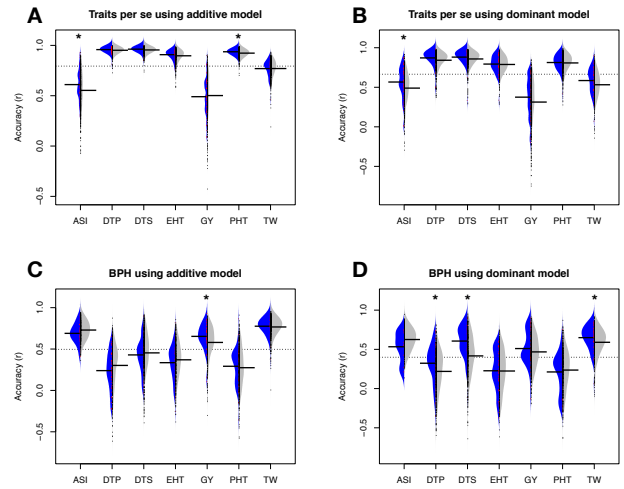 A
Traits per se using additive model
Accuracy (r)
1.0
0.5
0.0
−0.5
*
*
ASI DTP DTS EHT GY PHT TW
B
Traits per se using dominant model
Accuracy (r)
1.0
0.5
0.0
−0.5
*
ASI DTP DTS EHT GY PHT TW
C
BPH using additive model
Accuracy (r)
1.0
0.5
0.0
−0.5
*
ASI DTP DTS EHT GY PHT TW
D
BPH using dominant model
Accuracy (r)
1.0
0.5
0.0
−0.5
* * *
ASI DTP DTS EHT GY PHT TW